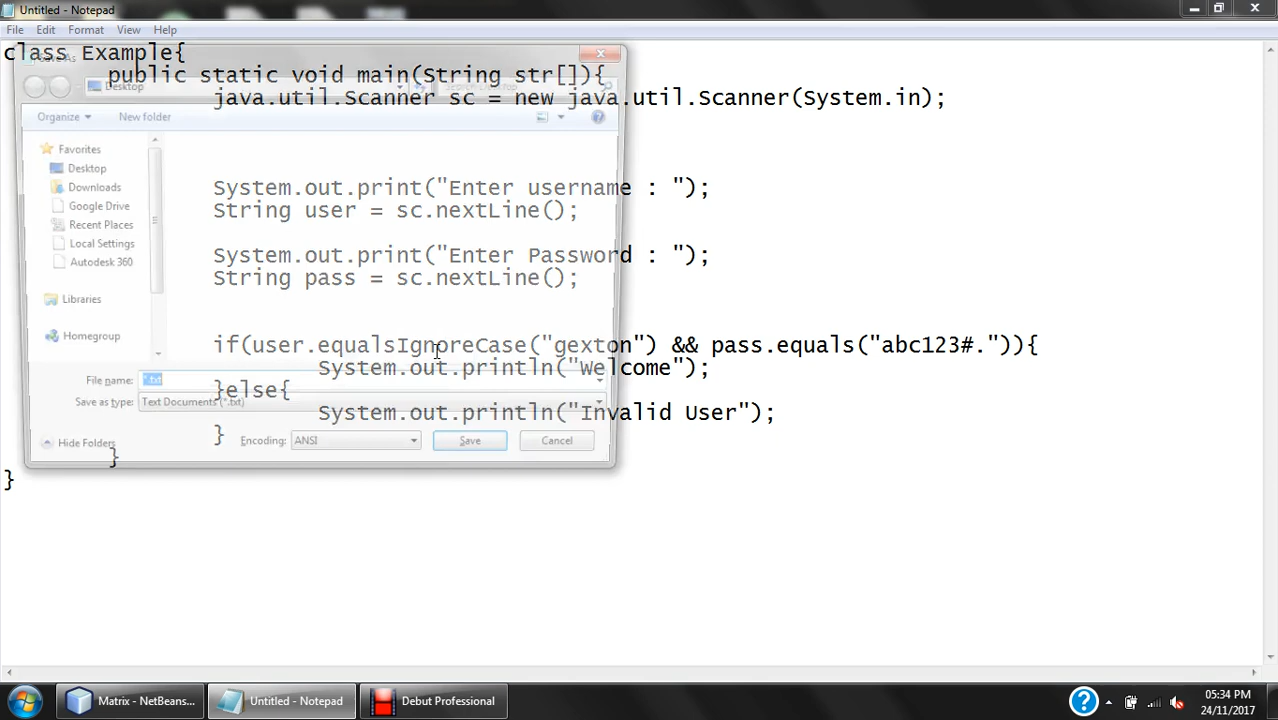 Untitled - Notepad
File Edit Format View Help
class Example{
public static void main(String str[]){
java.util.Scanner sc = new java.util.Scanner(System.in);
System.out.print("Enter username : ");
String user = sc.nextLine();
System.out.print("Enter Password : ");
String pass = sc.nextLine();
if(user.equalsIgnoreCase("gexton") && pass.equals("abc123#.")){
System.out.println("Welcome");
}else{
System.out.println("Invalid User");
}
}
}
Desktop
Organize
New folder
Favorites
Desktop
Downloads
Google Drive
Recent Places
Local Settings
Autodesk 360
Libraries
Homegroup
File name: *.txt
Save as type: Text Documents (*.txt)
Hide Folders
Encoding: ANSI
Save
Cancel
Matrix - NetBeans...
Untitled - Notepad
Debut Professional
05:34 PM
24/11/2017